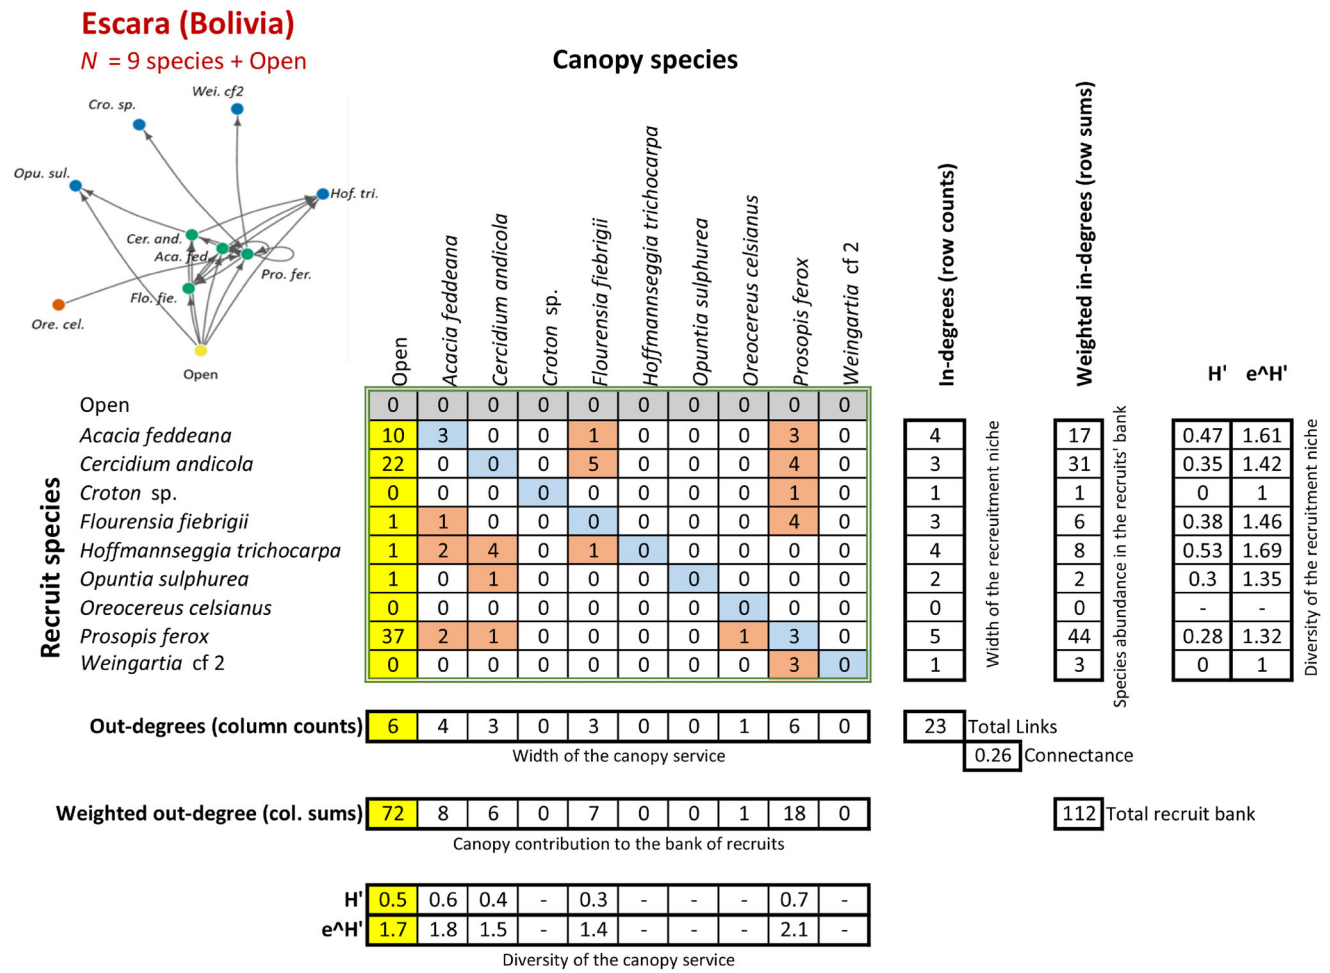 Escara (Bolivia)
N = 9 species + Open
Canopy species
Wei. cf2
Cro. sp.
Opu. sul.
Hof. tri.
Cer. and.
Aca. fed.
Pro. fer.
Flo. fie.
Ore. cel.
Open
Open
Acacia feddeana
Cercidium andicola
Croton sp.
Flourensia fiebrigii
Hoffmannseggia trichocarpa
Opuntia sulphurea
Oreocereus celsianus
Prosopis ferox
Weingartia cf 2
In-degrees (row counts)
Weighted in-degrees (row sums)
H' e^H'
Recruit species
Open 0 0 0 0 0 0 0 0 0 0
Acacia feddeana 10 3 0 0 1 0 0 0 3 0 4 17 0.47 1.61
Cercidium andicola 22 0 0 0 5 0 0 0 4 0 3 31 0.35 1.42
Croton sp. 0 0 0 0 0 0 0 0 1 0 1 1 0 1
Flourensia fiebrigii 1 1 0 0 0 0 0 0 4 0 3 6 0.38 1.46
Hoffmannseggia trichocarpa 1 2 4 0 1 0 0 0 0 0 4 8 0.53 1.69
Opuntia sulphurea 1 0 1 0 0 0 0 0 0 0 2 2 0.3 1.35
Oreocereus celsianus 0 0 0 0 0 0 0 0 0 0 0 0 - -
Prosopis ferox 37 2 1 0 0 0 0 1 3 0 5 44 0.28 1.32
Weingartia cf 2 0 0 0 0 0 0 0 0 3 0 1 3 0 1
Width of the recreuitment niche
Species abundance in the recruits' bank
Diversity of the recruitment niche
Out-degrees (column counts) 6 4 3 0 3 0 0 1 6 0 23 Total Links
Width of the canopy service
0.26 Connectance
Weighted out-degree (col. sums) 72 8 6 0 7 0 0 1 18 0 112 Total recruit bank
Canopy contribution to the bank of recruits
H' 0.5 0.6 0.4 - 0.3 - - - 0.7 -
e^H' 1.7 1.8 1.5 - 1.4 - - - 2.1 -
Diversity of the canopy service